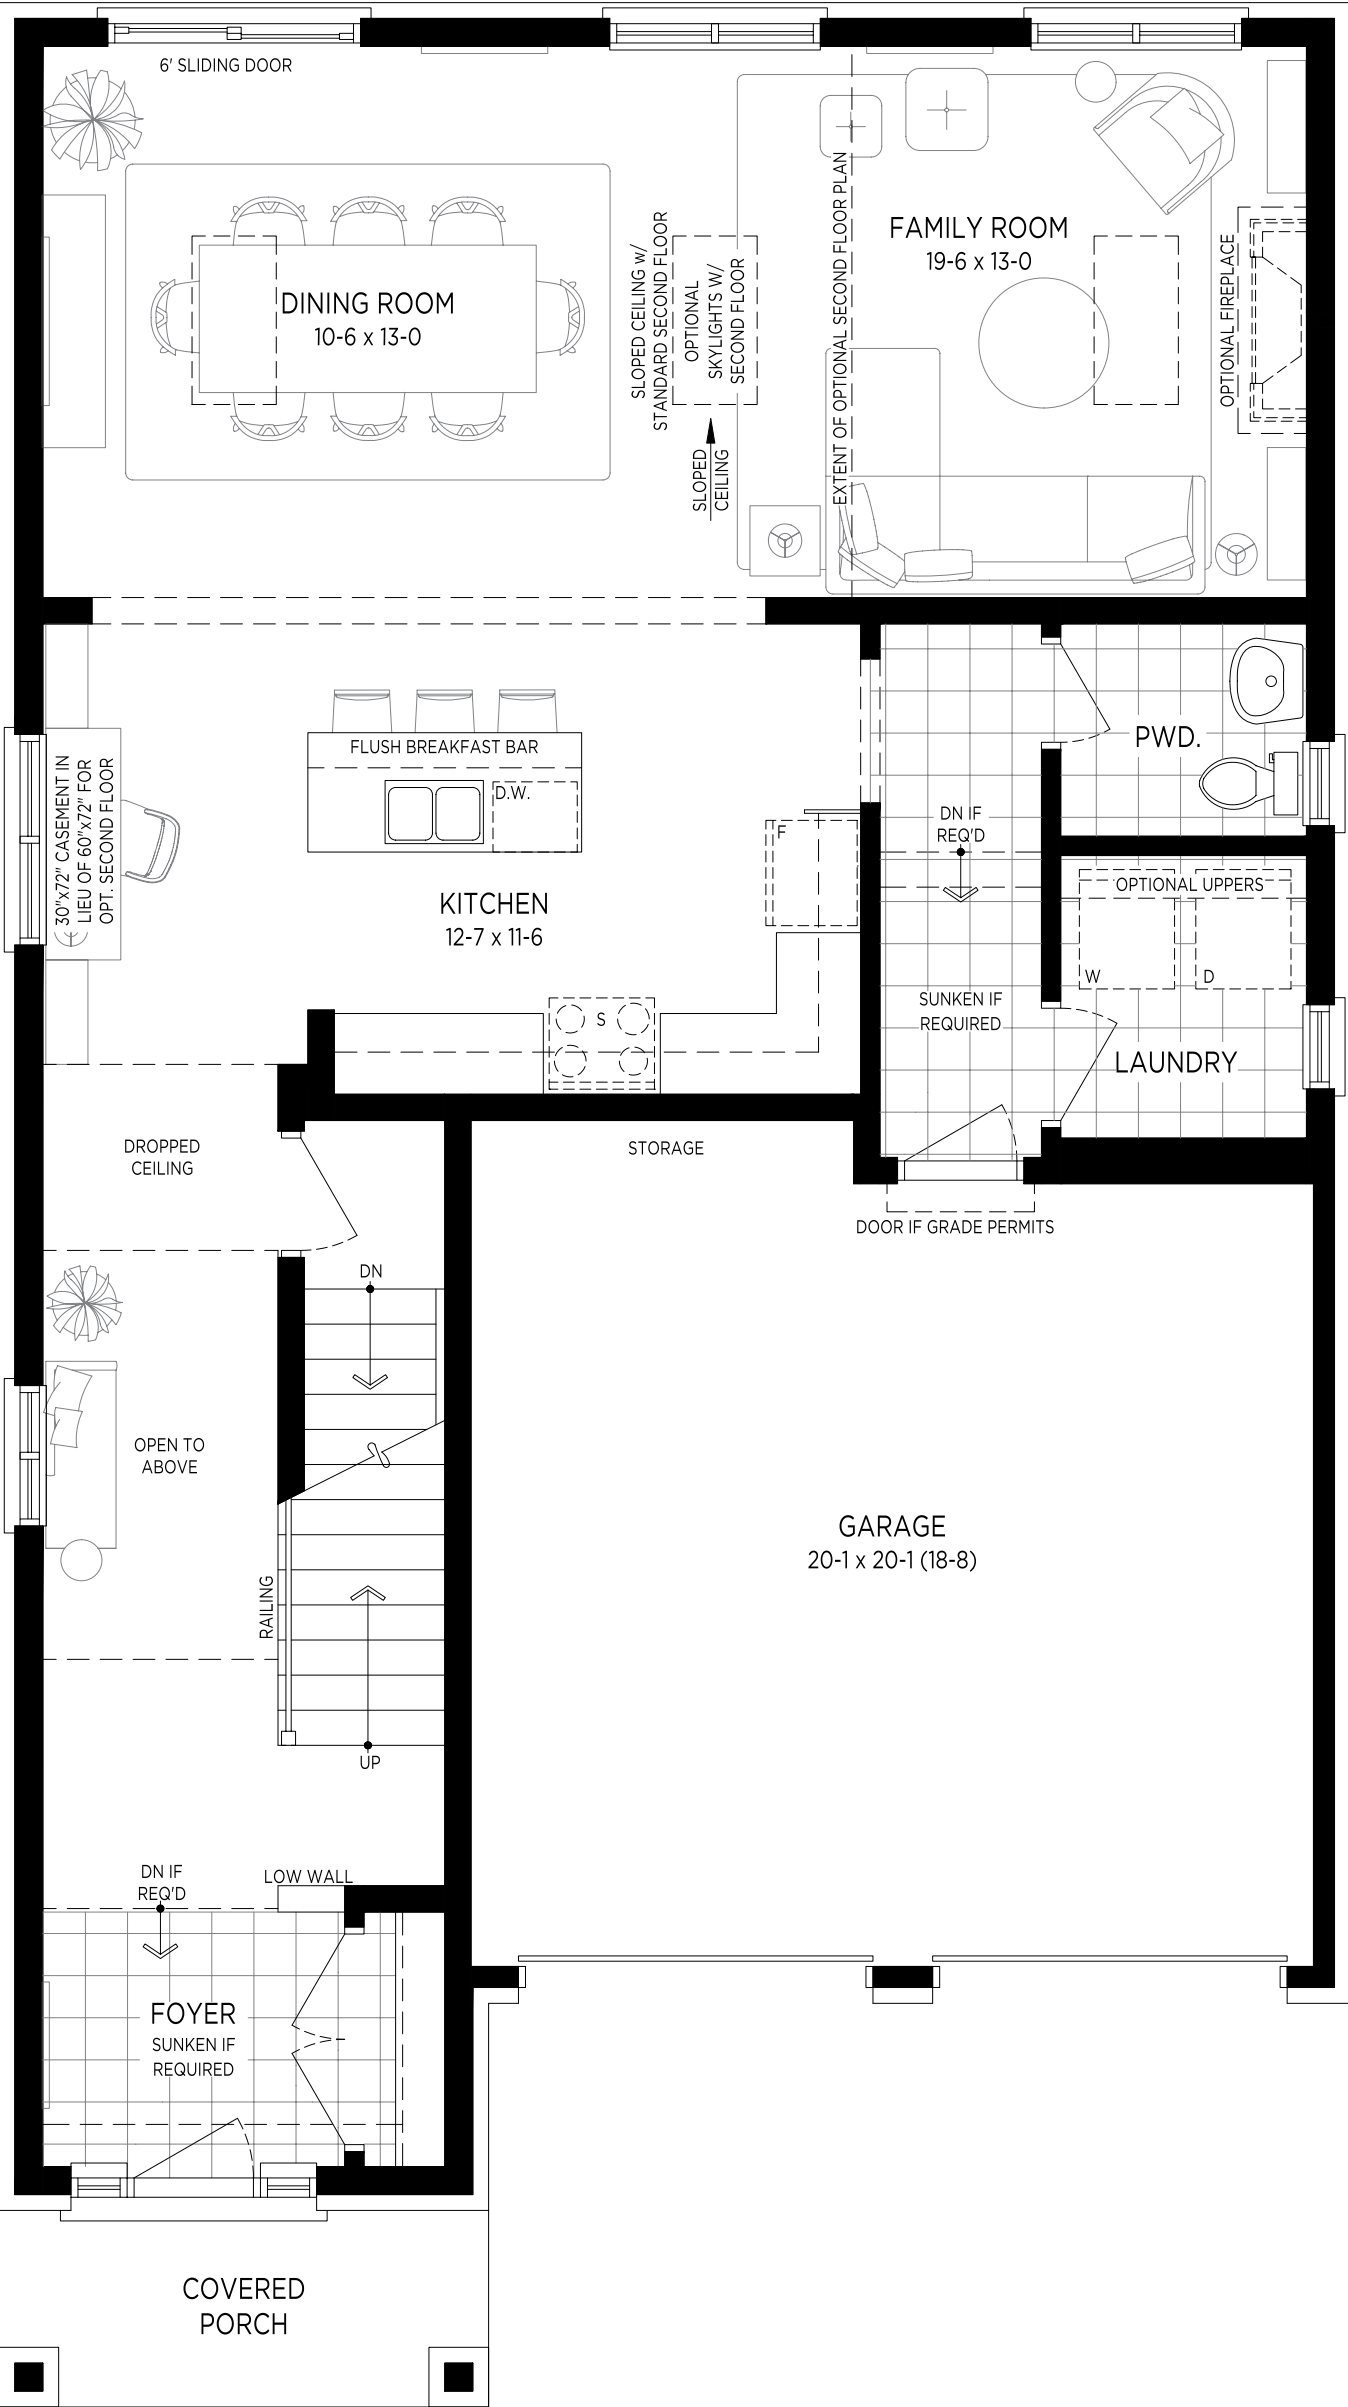 6' SLIDING DOOR
FAMILY ROOM
19-6 x 13-0
DINING ROOM
10-6 x 13-0
SLOPED CEILING w/
STANDARD SECOND FLOOR
OPTIONAL
SKYLIGHTS W/
SECOND FLOOR
SLOPED
CEILING
EXTENT OF OPTIONAL SECOND FLOOR PLAN
OPTIONAL FIREPLACE
FLUSH BREAKFAST BAR
D.W.
30"x72" CASEMENT IN
LIEU OF 60"x72" FOR
OPT. SECOND FLOOR
KITCHEN
12-7 x 11-6
F
S
DN IF
REQ'D
PWD.
OPTIONAL UPPERS
W
D
SUNKEN IF
REQUIRED
LAUNDRY
DROPPED
CEILING
STORAGE
DOOR IF GRADE PERMITS
DN
OPEN TO
ABOVE
GARAGE
20-1 x 20-1 (18-8)
RAILING
UP
DN IF
REQ'D
LOW WALL
FOYER
SUNKEN IF
REQUIRED
COVERED
PORCH